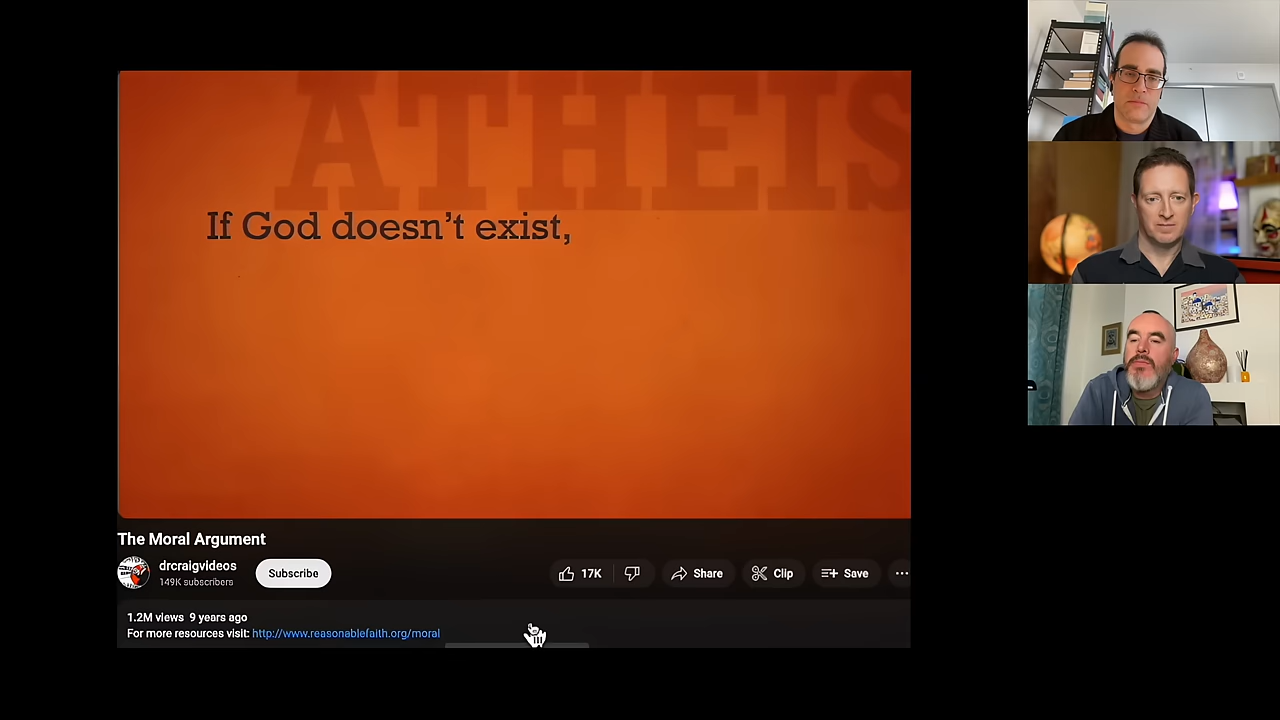 ATHEIS
If God doesn't exist,
The Moral Argument
drcraigvideos
149K subscribers
Subscribe
17K
Share
Clip
Save
1.2M views 9 years ago
For more resources visit: http://www.reasonablefaith.org/moral